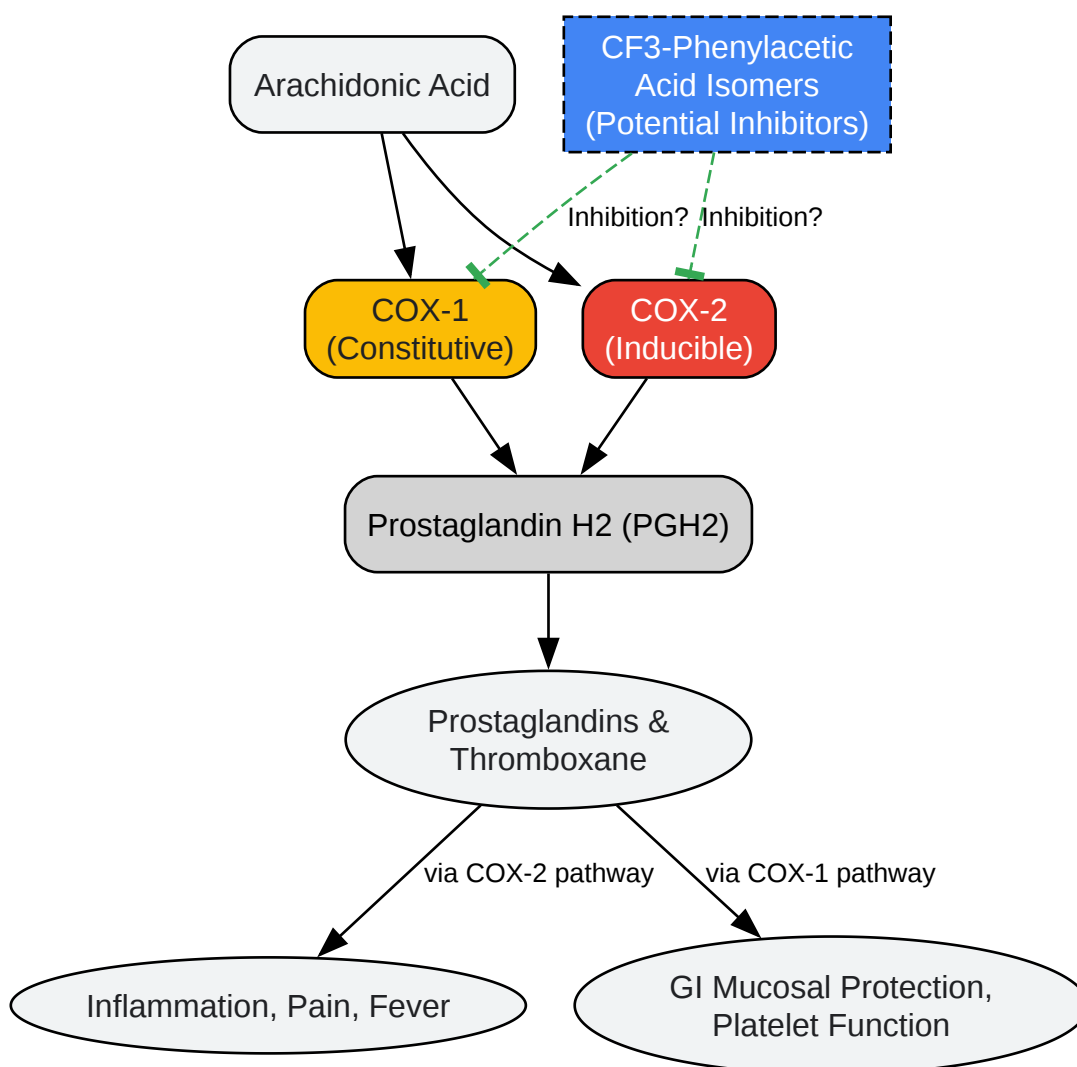 Arachidonic Acid
CF3-Phenylacetic
Acid Isomers
(Potential Inhibitors)
Inhibition?
Inhibition?
COX-1
(Constitutive)
COX-2
(Inducible)
Prostaglandin H2 (PGH2)
Prostaglandins &
Thromboxane
via COX-2 pathway
via COX-1 pathway
Inflammation, Pain, Fever
GI Mucosal Protection,
Platelet Function